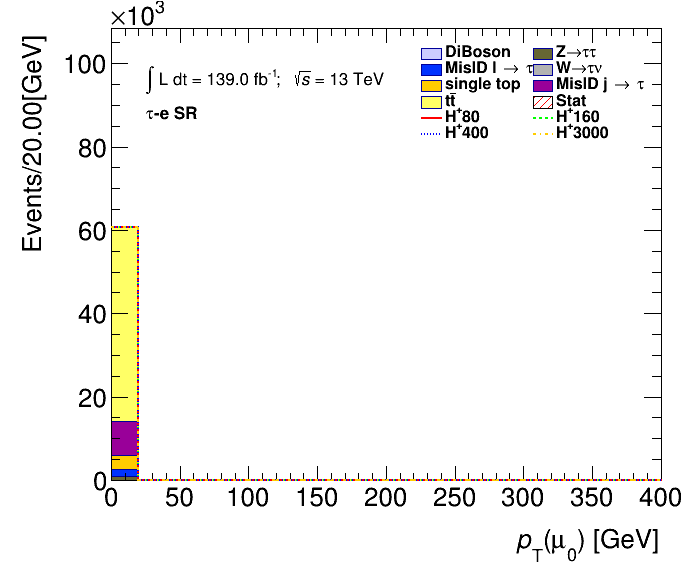 ×10³
Events/20.00[GeV]
100
80
60
40
20
0
∫ L dt = 139.0 fb⁻¹; √s = 13 TeV
τ-e SR
DiBoson
Z→ττ
MisID l → τ
W→τν
single top
MisID j → τ
tt̄
Stat
H⁺80
H⁺160
H⁺400
H⁺3000
0 50 100 150 200 250 300 350 400
p_T(μ₀) [GeV]